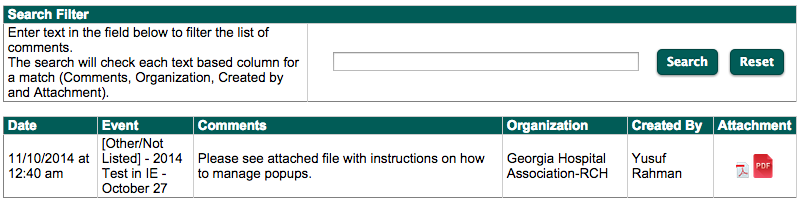 Search Filter
Enter text in the field below to filter the list of
comments.
The search will check each text based column for
a match (Comments, Organization, Created by
and Attachment).
Search Reset
Date Event Comments Organization Created By Attachment
11/10/2014 at
12:40 am
[Other/Not
Listed] - 2014
Test in IE -
October 27
Please see attached file with instructions on how
to manage popups.
Georgia Hospital
Association-RCH
Yusuf
Rahman
PDF